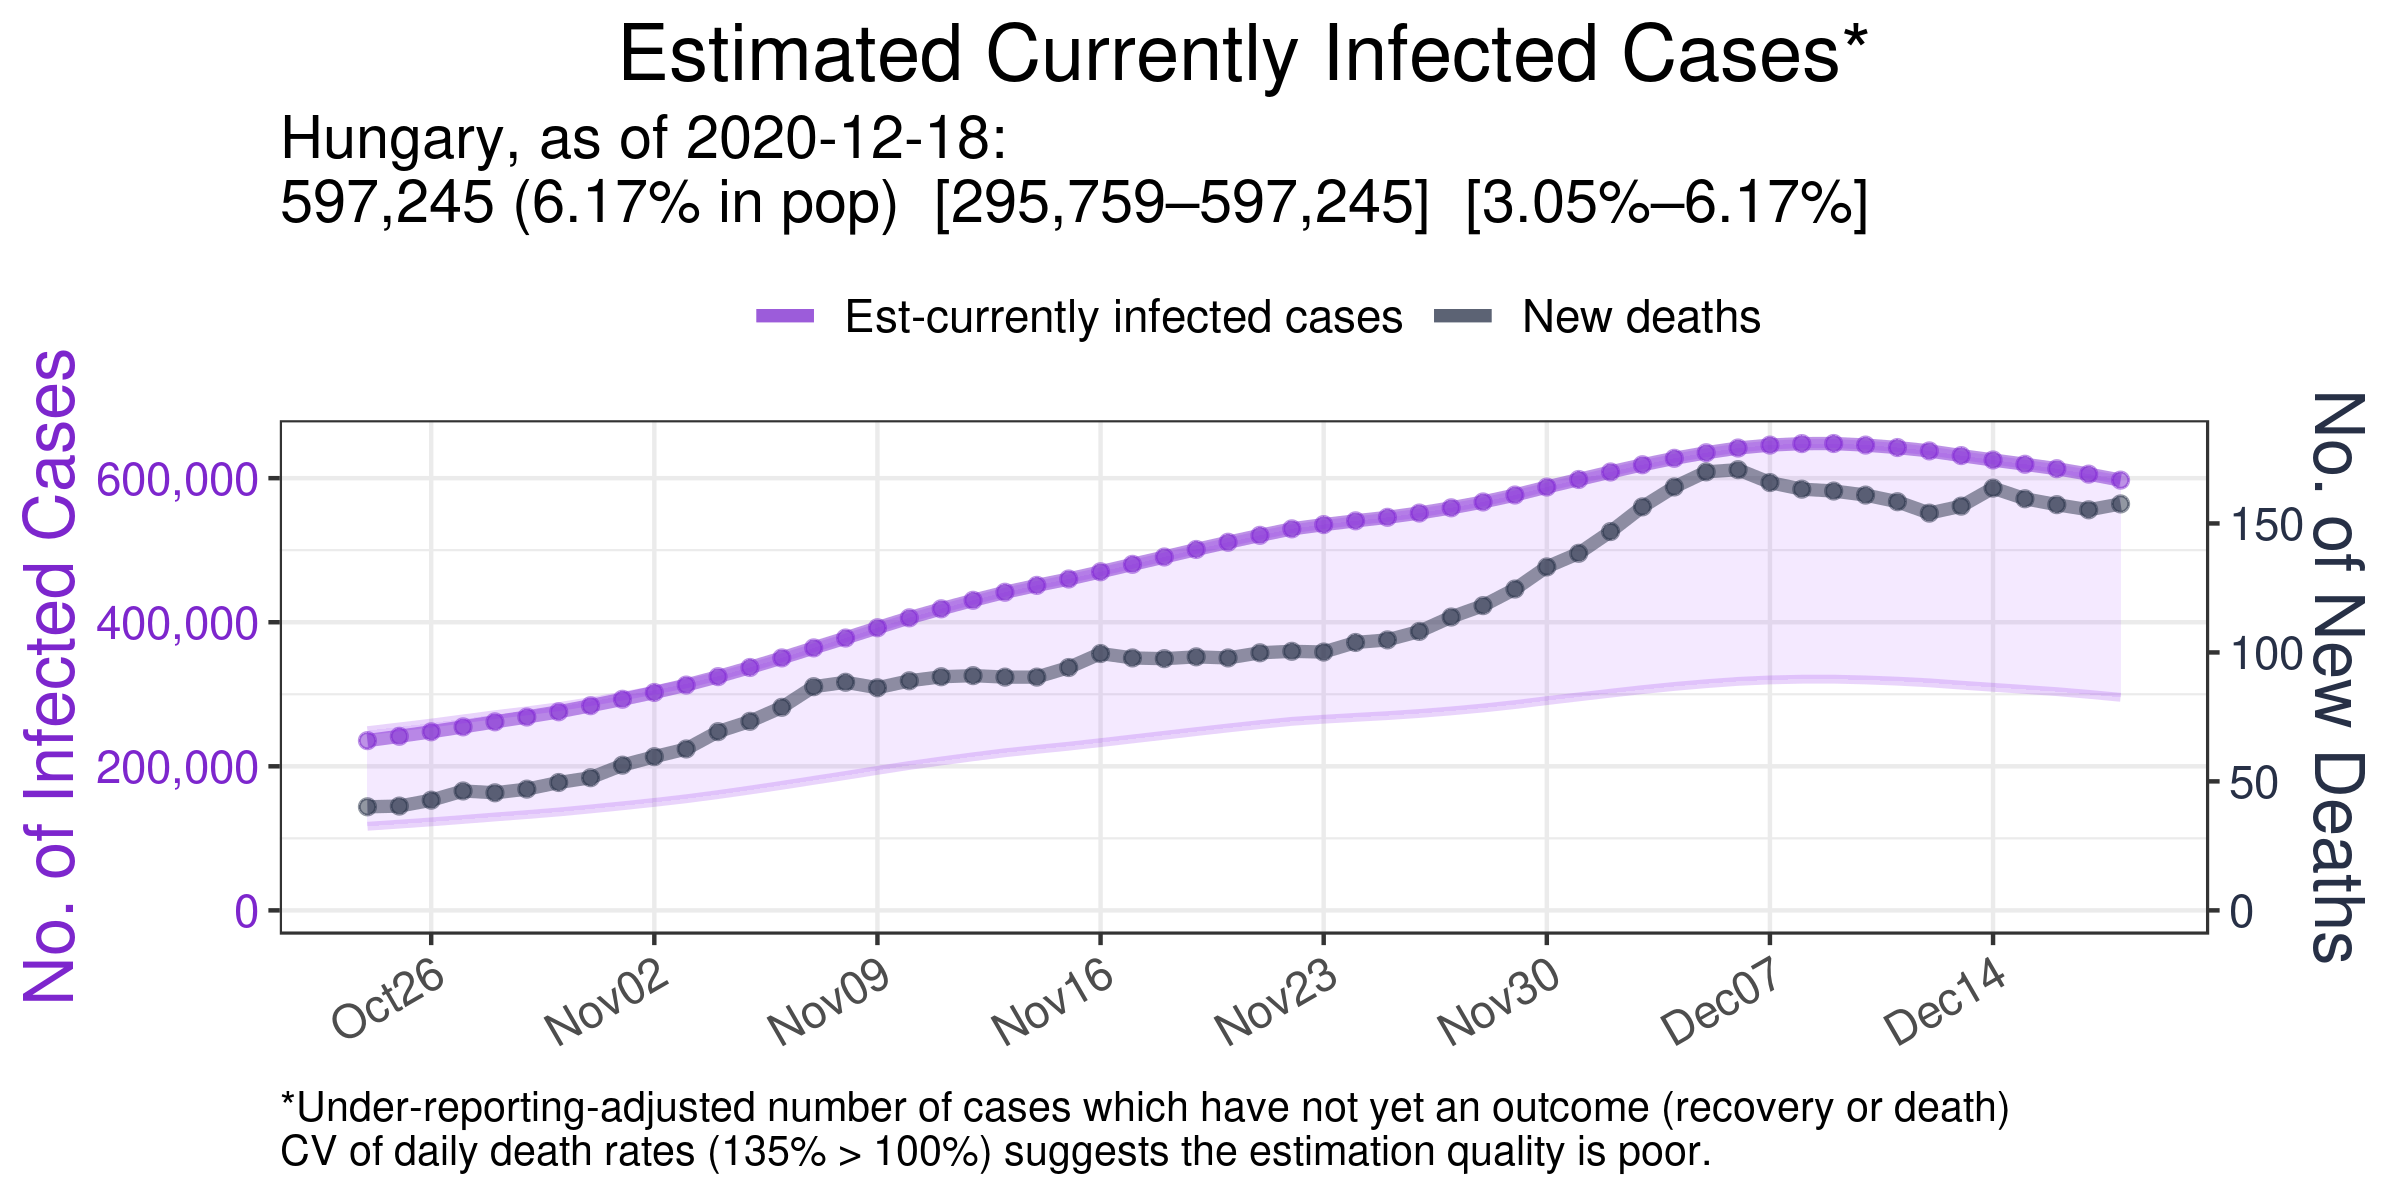 Estimated Currently Infected Cases*
Hungary, as of 2020-12-18:
597,245 (6.17% in pop)  [295,759–597,245]  [3.05%–6.17%]
Est-currently infected cases
New deaths
No. of Infected Cases
600,000
400,000
200,000
0
No. of New Deaths
150
100
50
0
Oct26
Nov02
Nov09
Nov16
Nov23
Nov30
Dec07
Dec14
*Under-reporting-adjusted number of cases which have not yet an outcome (recovery or death)
CV of daily death rates (135% > 100%) suggests the estimation quality is poor.